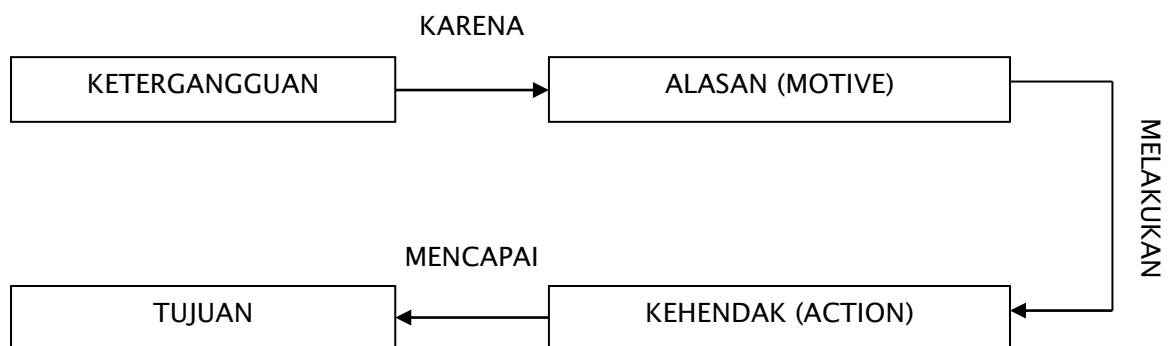 KARENA
KETERGANGGUAN
ALASAN (MOTIVE)
MELAKUKAN
MENCAPAI
KEHENDAK (ACTION)
TUJUAN